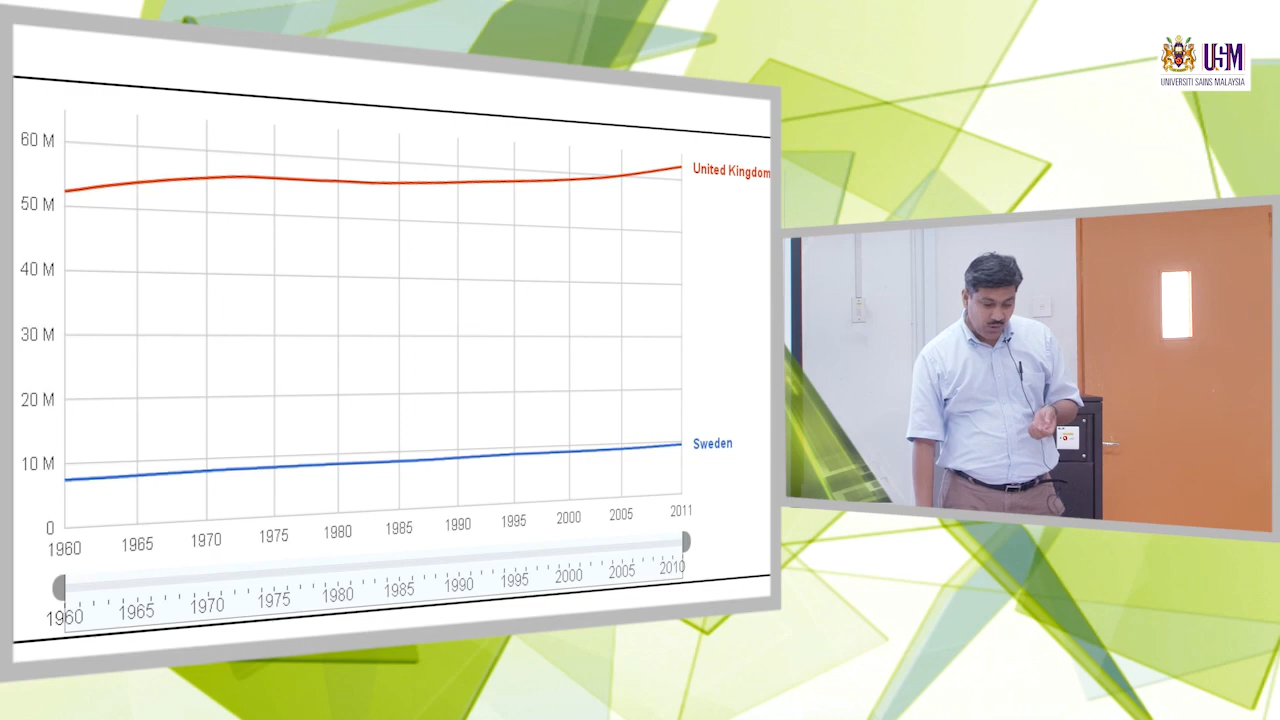 USM
UNIVERSITI SAINS MALAYSIA
60 M
United Kingdom
50 M
40 M
30 M
20 M
10 M
Sweden
0
1960 1965 1970 1975 1980 1985 1990 1995 2000 2005 2011
1960 1965 1970 1975 1980 1985 1990 1995 2000 2005 2010